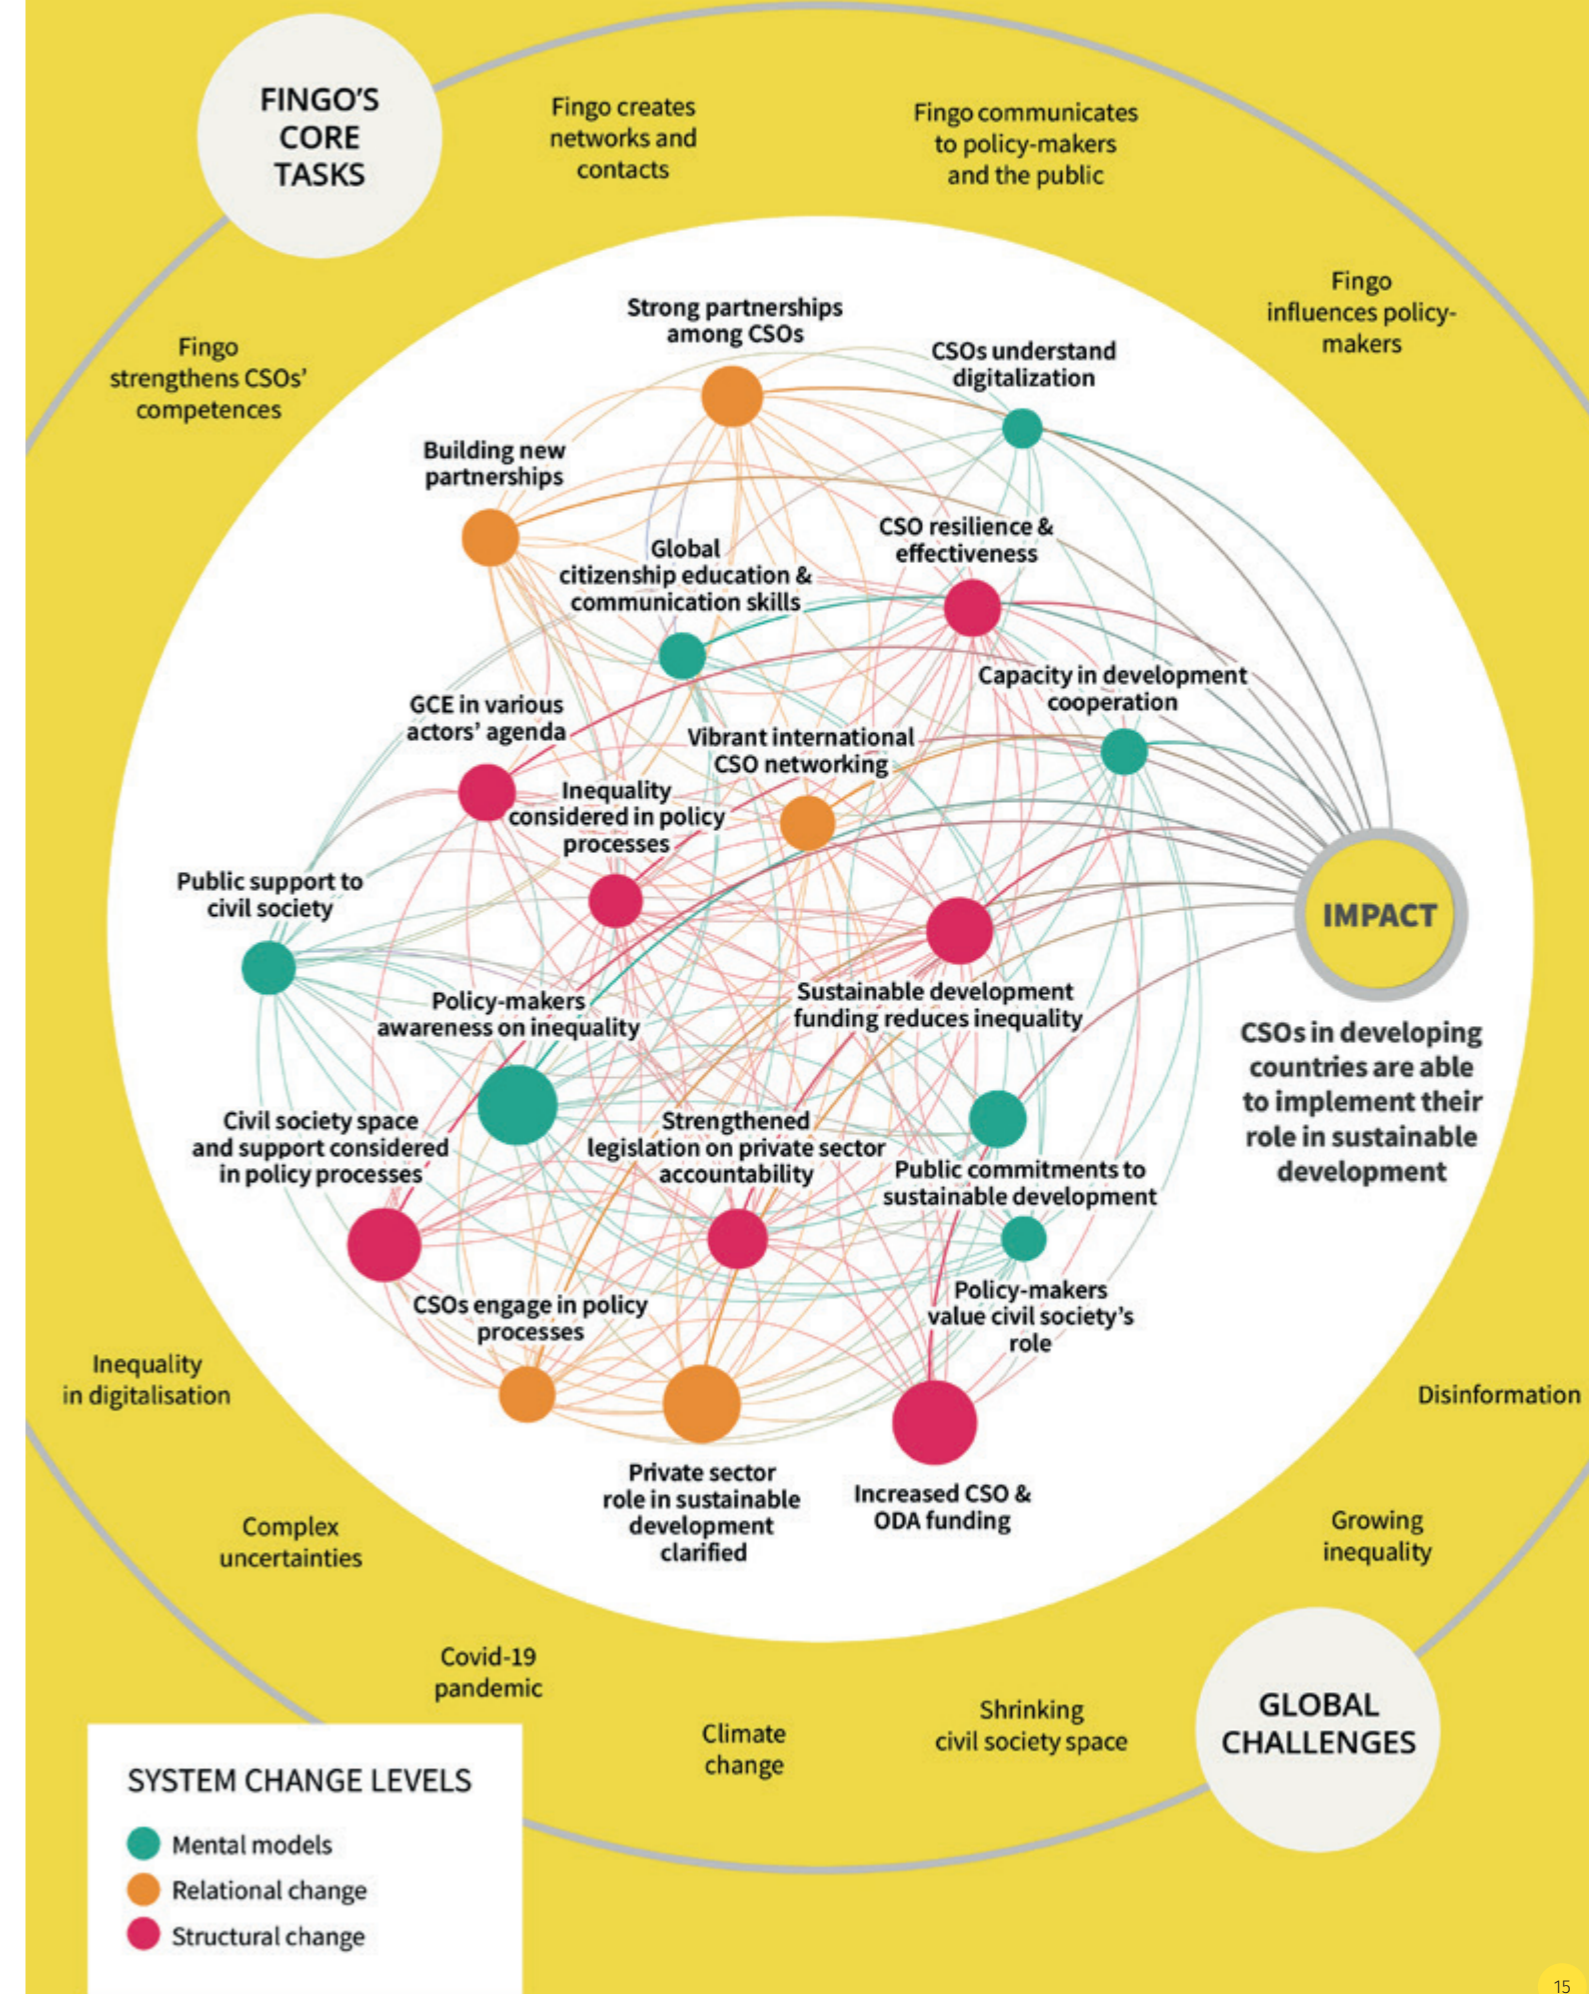 FINGO'S
CORE
TASKS
Fingo creates
networks and
contacts
Fingo communicates
to policy-makers
and the public
Fingo
influences policy-
makers
Fingo
strengthens CSOs'
competences
Strong partnerships
among CSOs
CSOs understand
digitalization
Building new
partnerships
CSO resilience &
effectiveness
Global
citizenship education &
communication skills
Capacity in development
cooperation
GCE in various
actors' agenda
Vibrant international
CSO networking
Inequality
considered in policy
processes
Public support to
civil society
IMPACT
CSOs in developing
countries are able
to implement their
role in sustainable
development
Policy-makers
awareness on inequality
Sustainable development
funding reduces inequality
Civil society space
and support considered
in policy processes
Strengthened
legislation on private sector
accountability
Public commitments to
sustainable development
Policy-makers
value civil society's
role
CSOs engage in policy
processes
Private sector
role in sustainable
development
clarified
Increased CSO &
ODA funding
Inequality
in digitalisation
Disinformation
Complex
uncertainties
Growing
inequality
Covid-19
pandemic
Climate
change
Shrinking
civil society space
GLOBAL
CHALLENGES
SYSTEM CHANGE LEVELS
Mental models
Relational change
Structural change
15